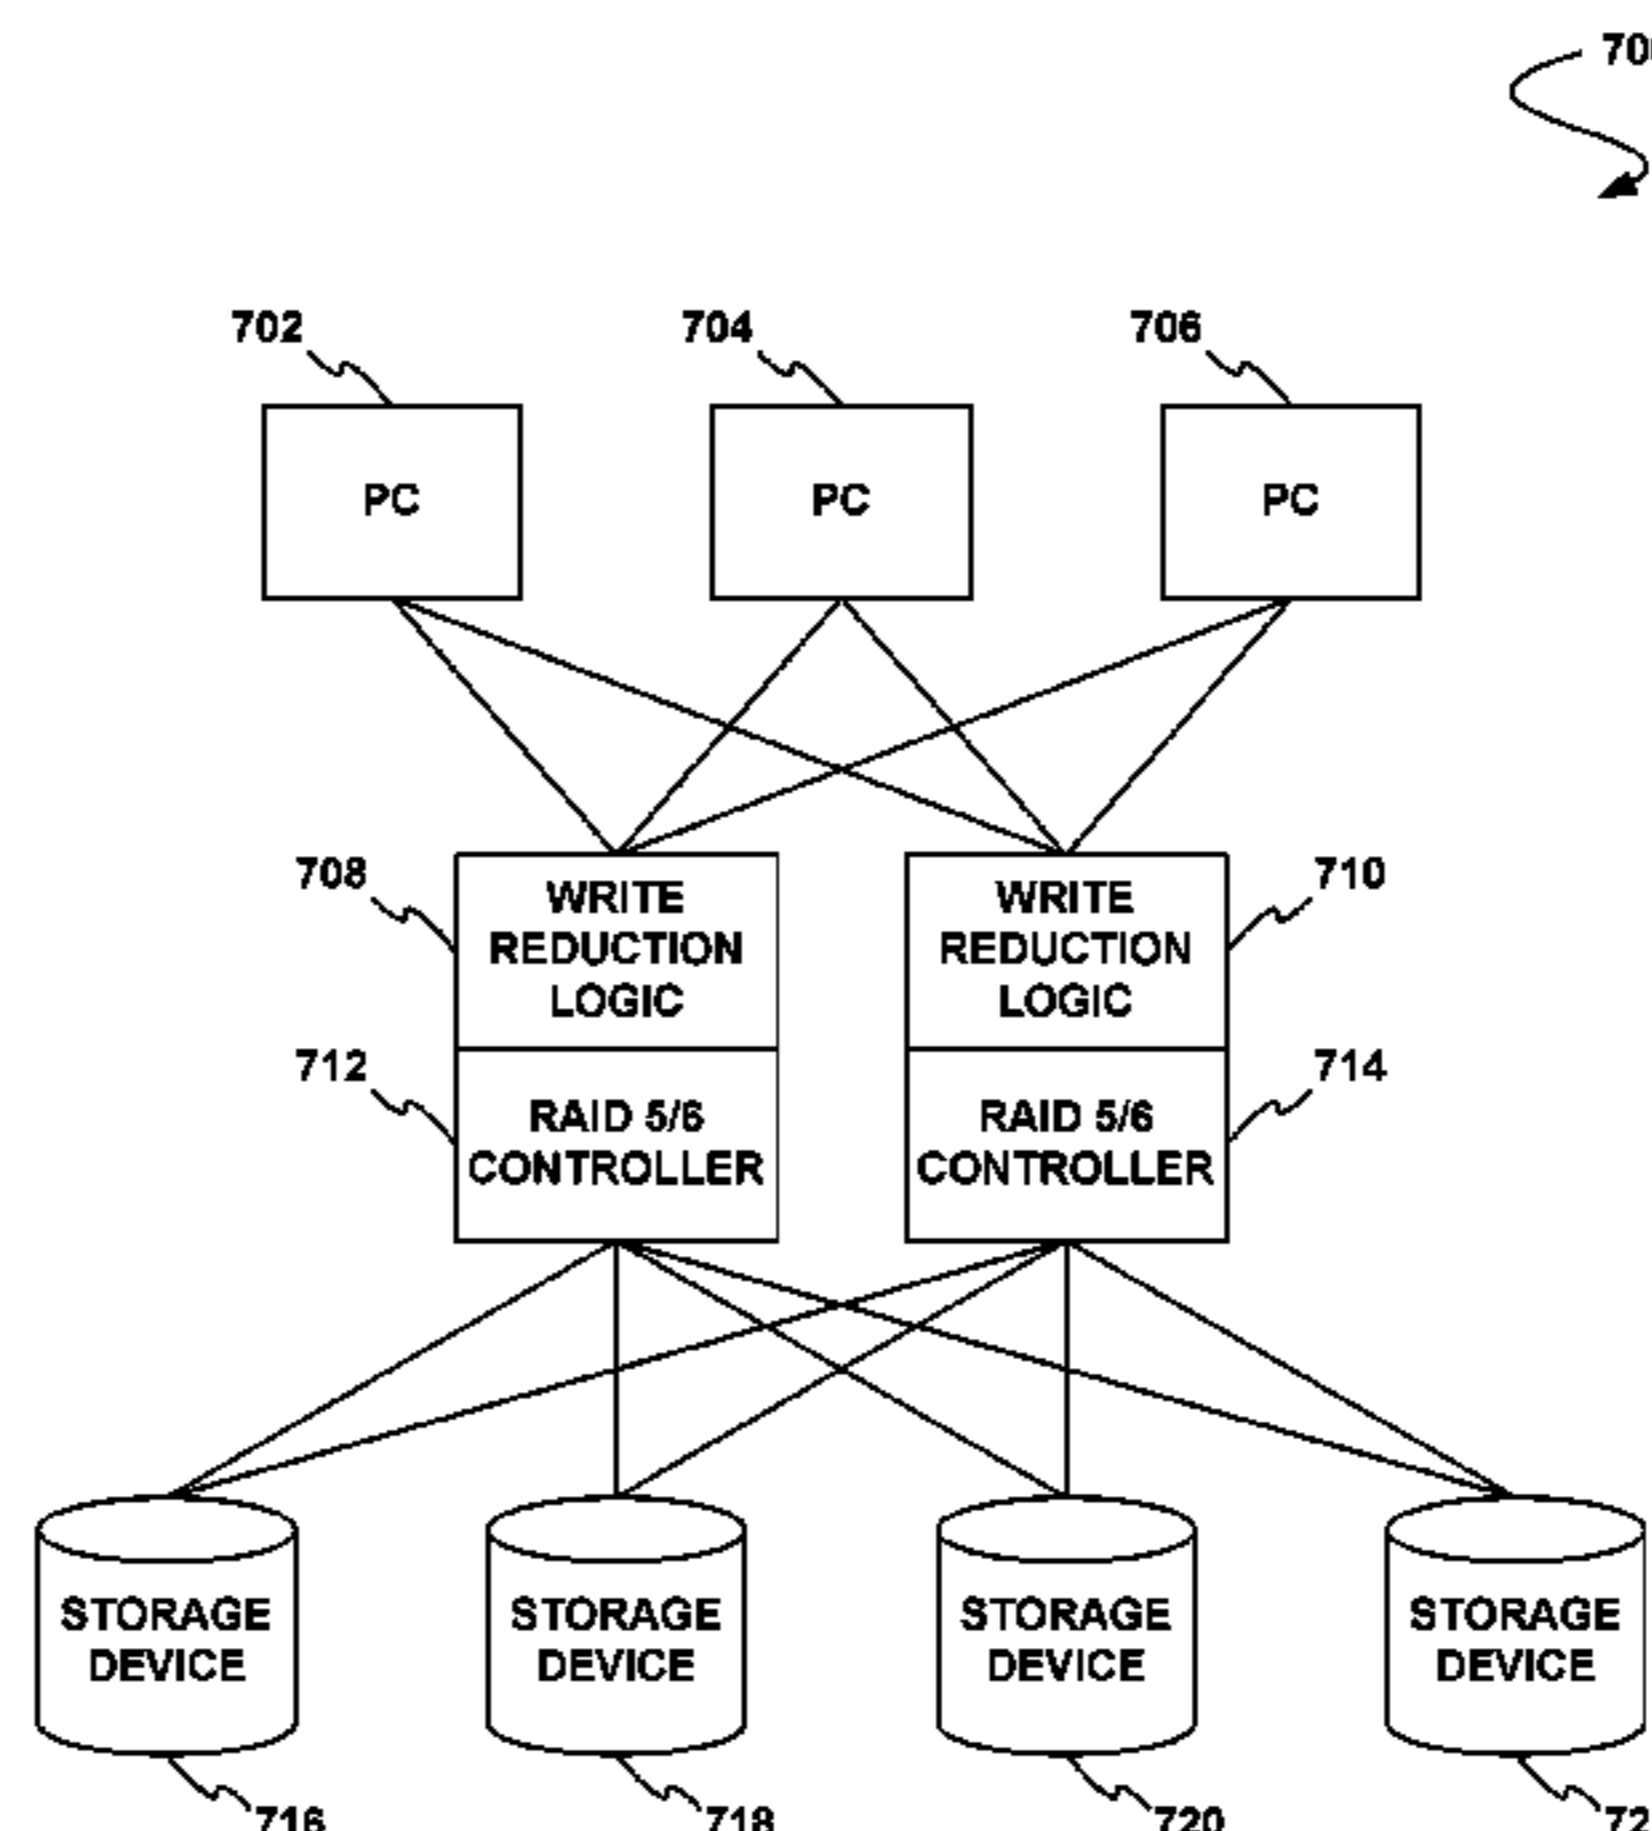 702
704
706
PC
PC
PC
708
WRITE
REDUCTION
LOGIC
WRITE
REDUCTION
LOGIC
710
712
RAID 5/6
CONTROLLER
RAID 5/6
CONTROLLER
714
STORAGE
DEVICE
STORAGE
DEVICE
STORAGE
DEVICE
STORAGE
DEVICE
716
718
720